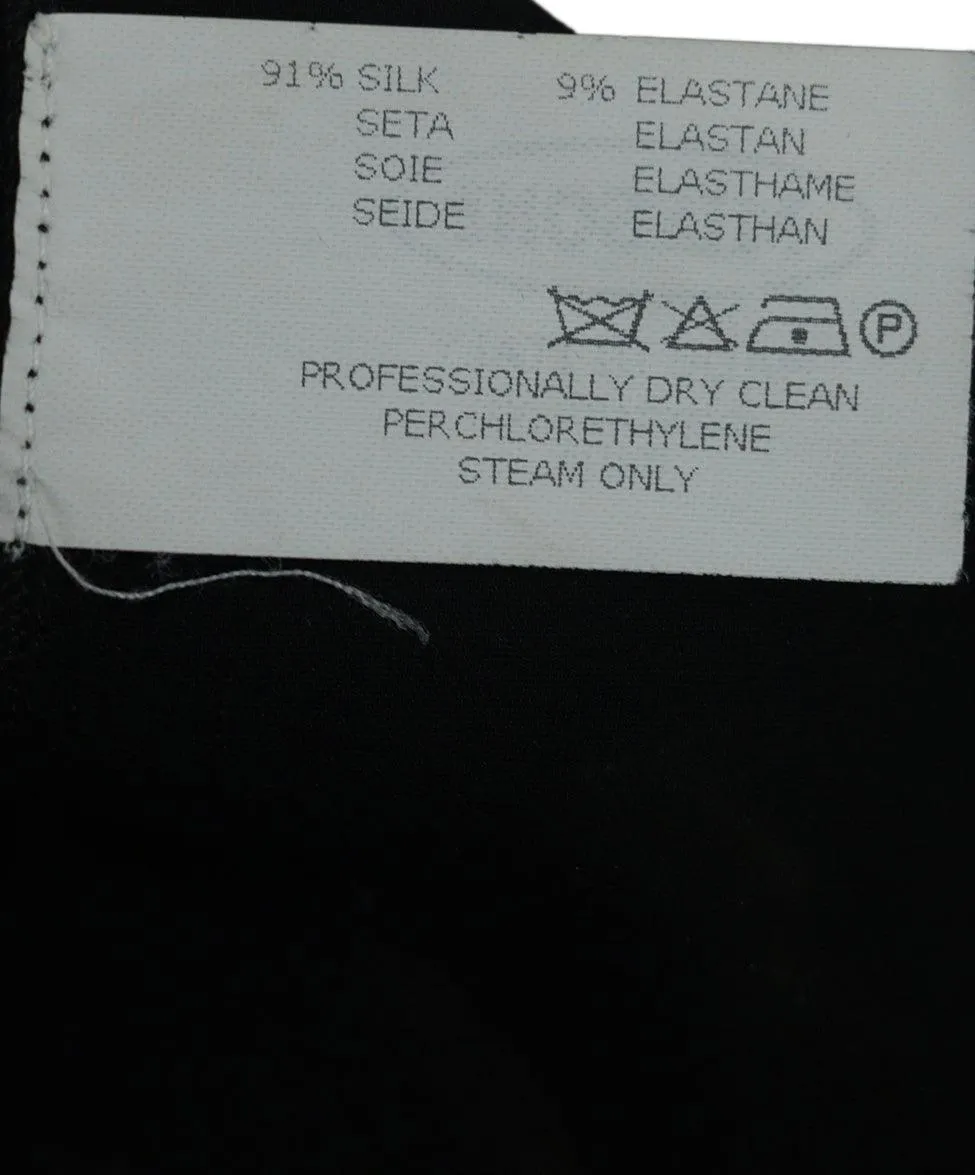 91% SILK 9% ELASTANE
SETA ELASTAN
SOIE ELASTHAME
SEIDE ELASTHAN
P
PROFESSIONALLY DRY CLEAN
PERCHLORETHYLENE
STEAM ONLY